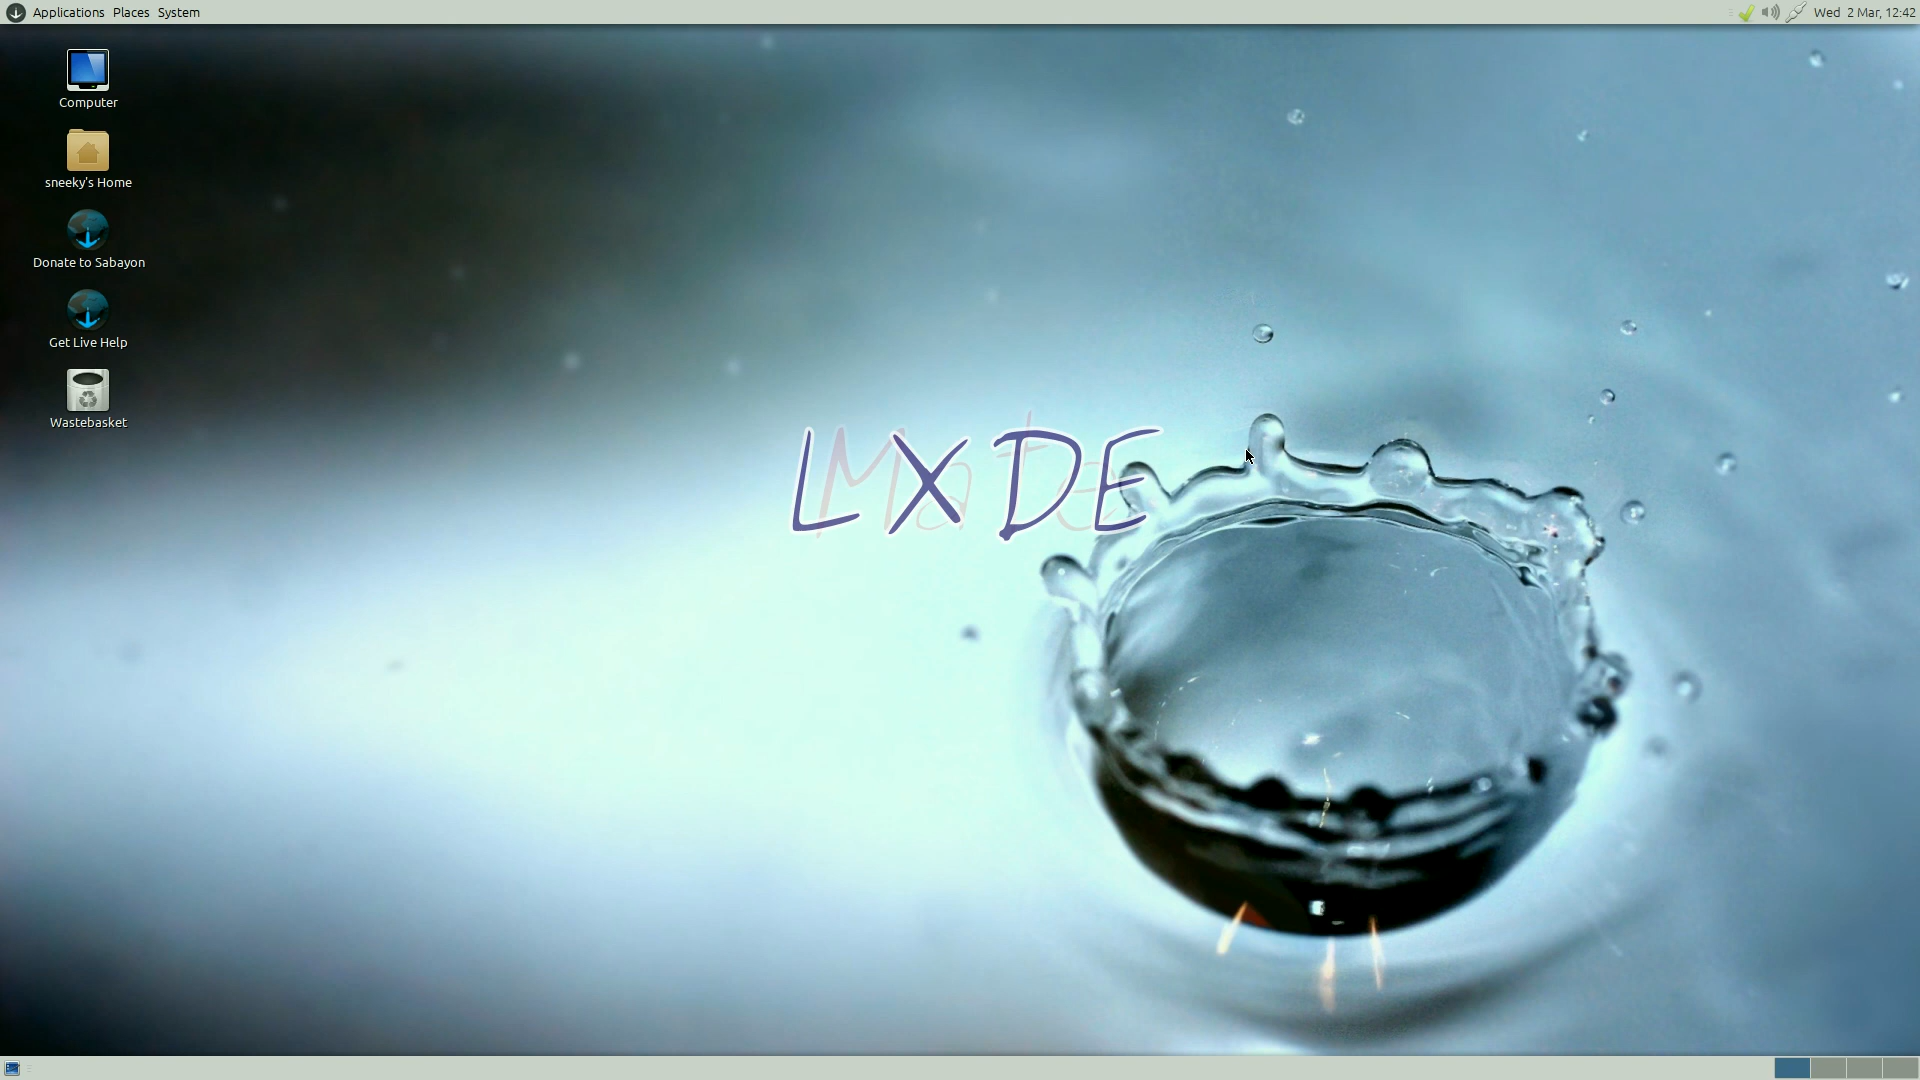 Applications Places System
Wed 2 Mar, 12:42
Computer
sneeky's Home
Donate to Sabayon
Get Live Help
Wastebasket
LXDE
Mate